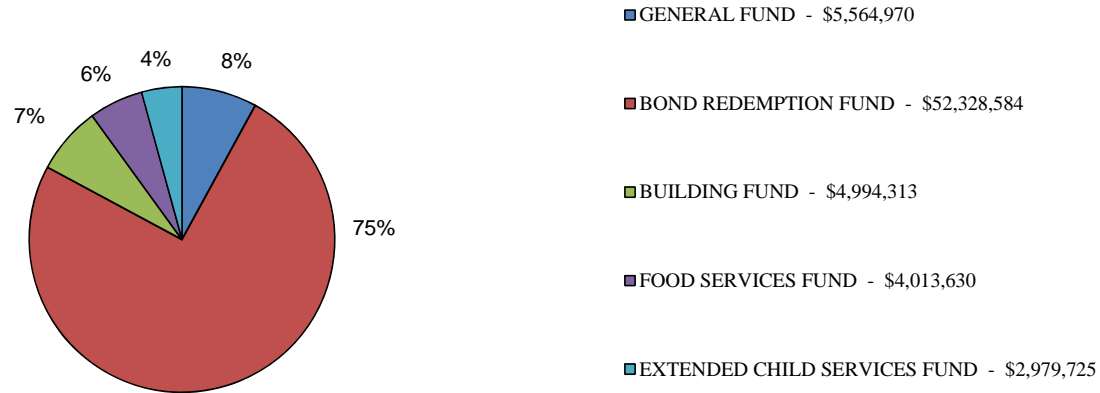 8%
75%
7%
6%
4%
GENERAL FUND - $5,564,970
BOND REDEMPTION FUND - $52,328,584
BUILDING FUND - $4,994,313
FOOD SERVICES FUND - $4,013,630
EXTENDED CHILD SERVICES FUND - $2,979,725